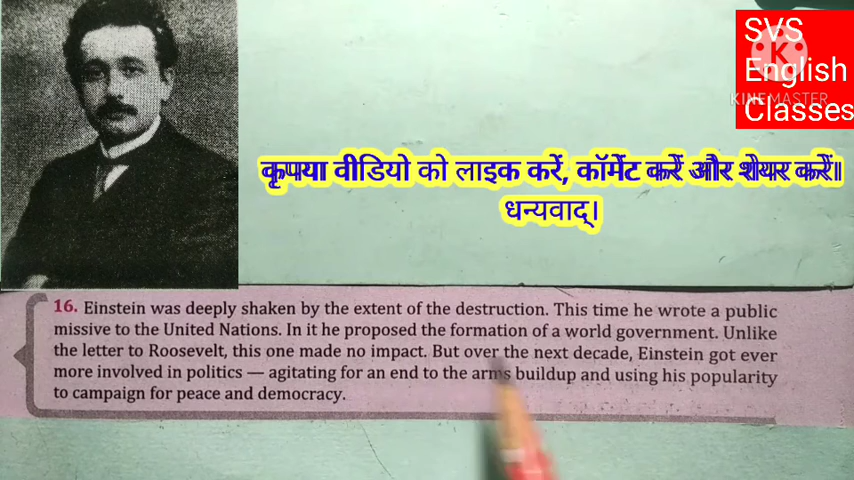 SVS
English
KINEMASTER
Classes
कृपया वीडियो को लाइक करें, कॉमेंट करें और शेयर करें।
धन्यवाद्।
16. Einstein was deeply shaken by the extent of the destruction. This time he wrote a public
missive to the United Nations. In it he proposed the formation of a world government. Unlike
the letter to Roosevelt, this one made no impact. But over the next decade, Einstein got ever
more involved in politics — agitating for an end to the arms buildup and using his popularity
to campaign for peace and democracy.